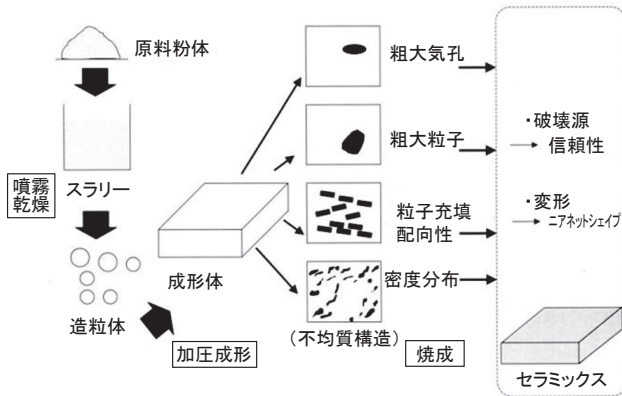 原料粉体
噴霧
乾燥
スラリー
造粒体
加圧成形
成形体
粗大気孔
粗大粒子
粒子充填
配向性
密度分布
(不均質構造)
焼成
・破壊源
信頼性
・変形
ニアネットシェイプ
セラミックス